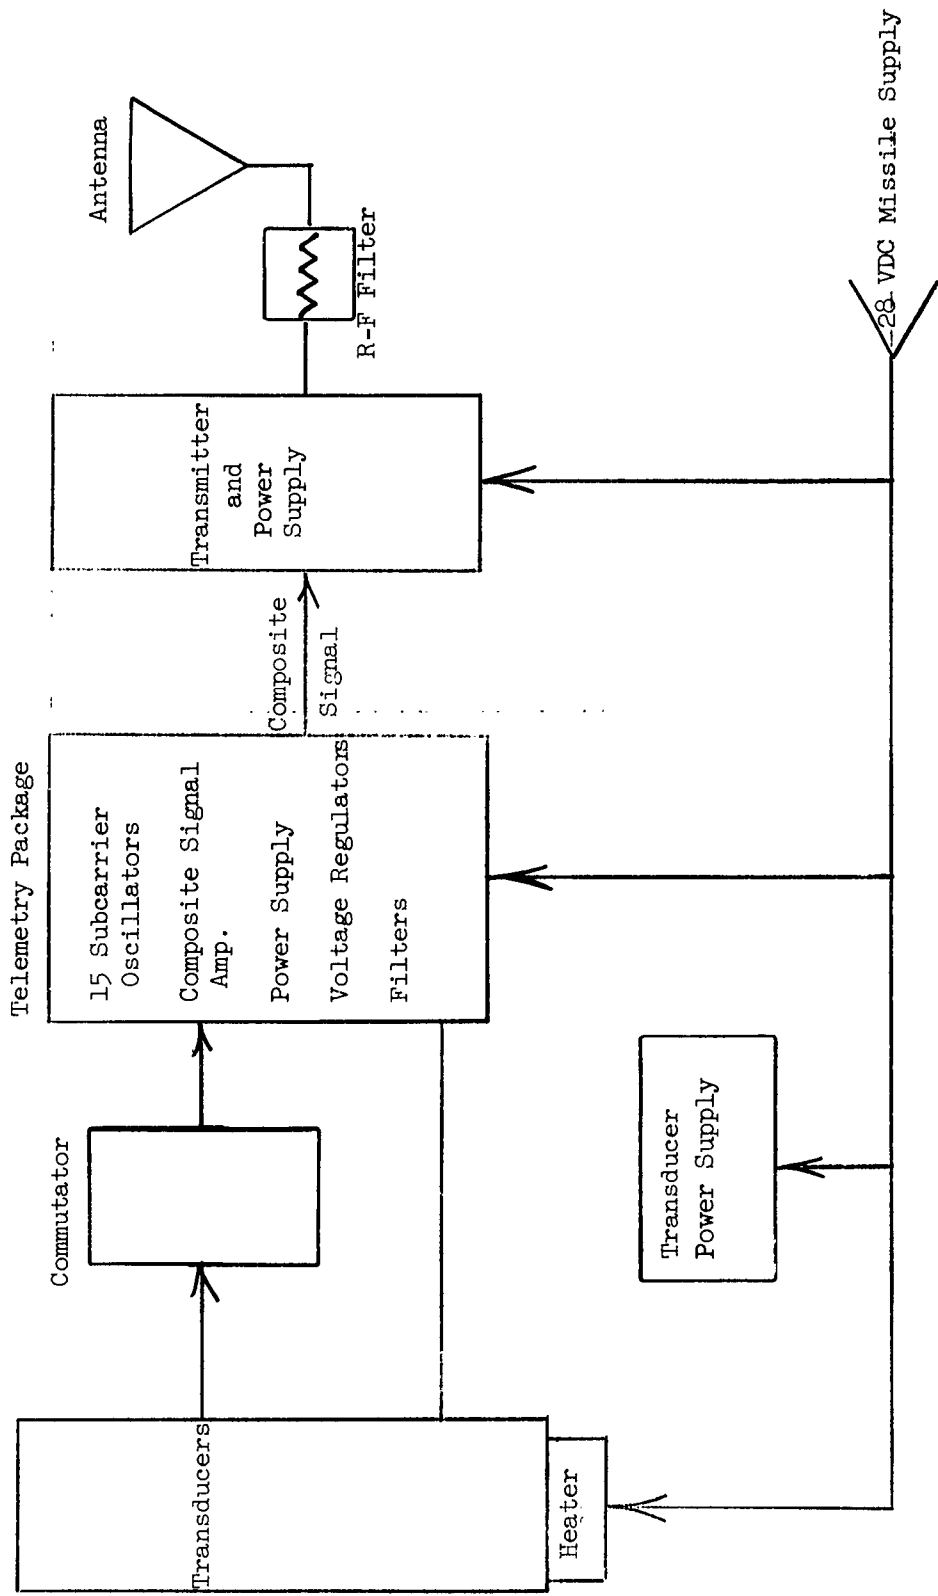 Telemetry Package
Antenna
Commutator
Transducers
Heater
15 Subcarrier
Oscillators
Composite Signal
Amp.
Power Supply
Voltage Regulators
Filters
Composite
Signal
Transmitter
and
Power
Supply
R-F Filter
Transducer
Power Supply
28 VDC Missile Supply